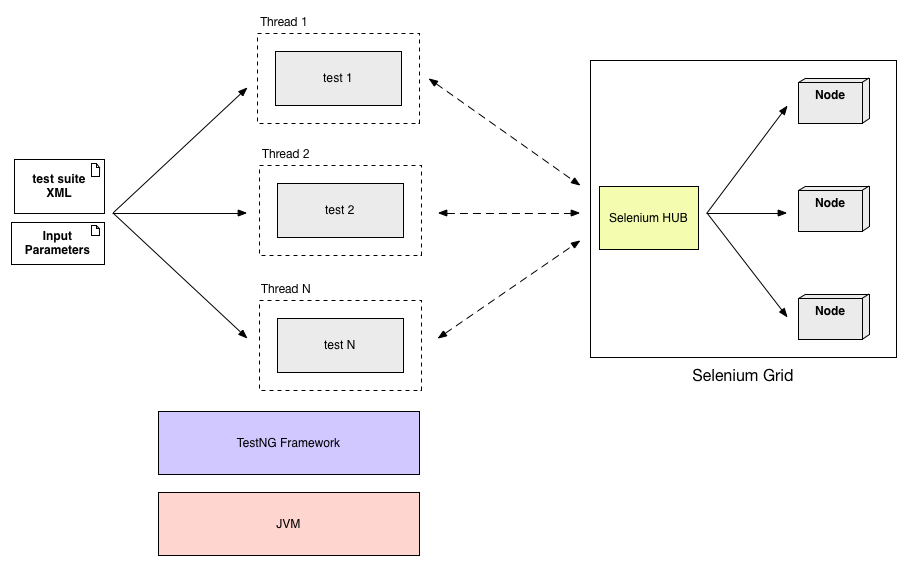 Thread 1
test 1
Thread 2
test 2
Thread N
test N
test suite
XML
Input
Parameters
TestNG Framework
JVM
Selenium HUB
Node
Node
Node
Selenium Grid